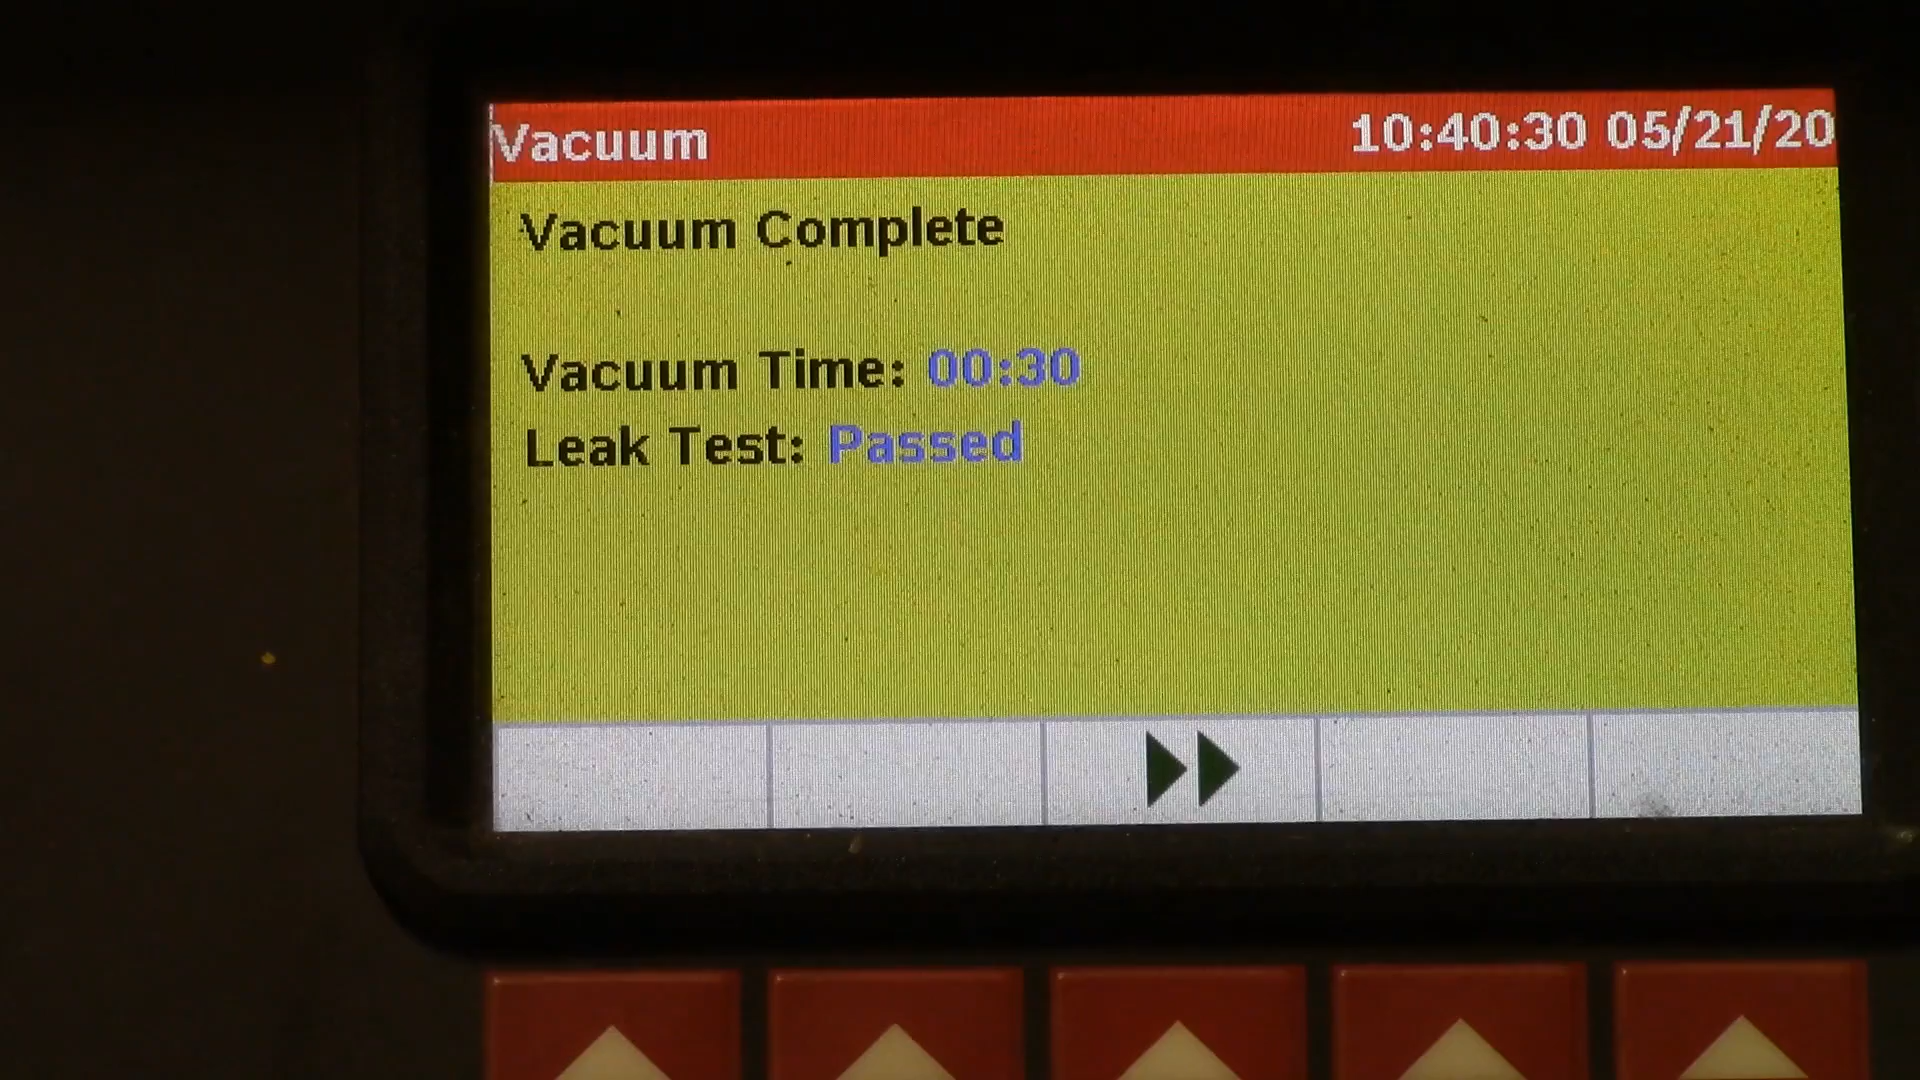 Vacuum 10:40:30 05/21/20
Vacuum Complete
Vacuum Time: 00:30
Leak Test: Passed